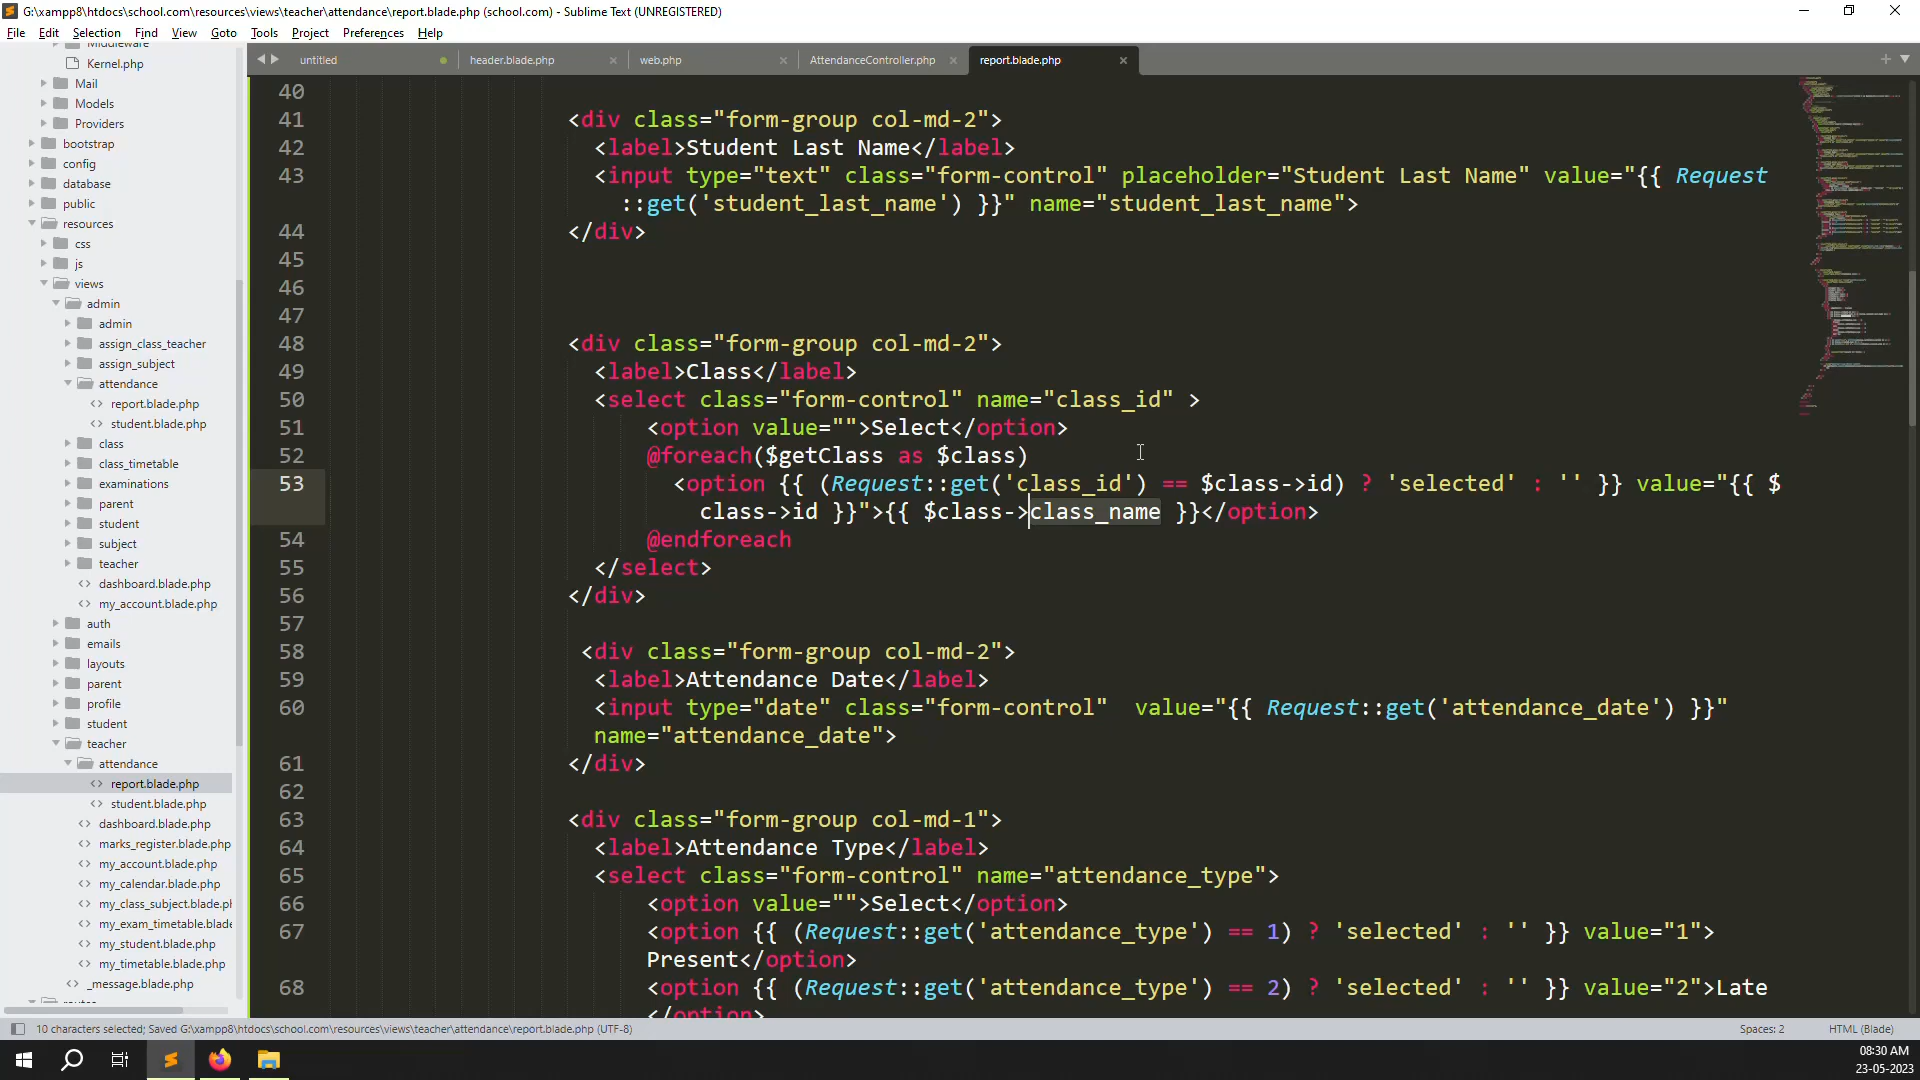 G:\xampp8\htdocs\school.com\resources\views\teacher\attendance\report.blade.php (school.com) - Sublime Text (UNREGISTERED)
File Edit Selection Find View Goto Tools Project Preferences Help
untitled header.blade.php web.php AttendanceController.php report.blade.php
Kernel.php
Mail
Models
Providers
bootstrap
config
database
public
resources
css
js
views
admin
admin
assign_class_teacher
assign_subject
attendance
report.blade.php
student.blade.php
class
class_timetable
examinations
parent
student
subject
teacher
dashboard.blade.php
my_account.blade.php
auth
emails
layouts
parent
profile
student
teacher
attendance
report.blade.php
student.blade.php
dashboard.blade.php
marks_register.blade.php
my_account.blade.php
my_calendar.blade.php
my_class_subject.blade.pl
my_exam_timetable.blade
my_student.blade.php
my_timetable.blade.php
_message.blade.php
40
41 <div class="form-group col-md-2">
42 <label>Student Last Name</label>
43 <input type="text" class="form-control" placeholder="Student Last Name" value="{{ Request
::get('student_last_name') }}" name="student_last_name">
44 </div>
45
46
47
48 <div class="form-group col-md-2">
49 <label>Class</label>
50 <select class="form-control" name="class_id" >
51 <option value="">Select</option>
52 @foreach($getClass as $class)
53 <option {{ (Request::get('class_id') == $class->id) ? 'selected' : '' }} value="{{ $
class->id }}">{{ $class->class_name }}</option>
54 @endforeach
55 </select>
56 </div>
57
58 <div class="form-group col-md-2">
59 <label>Attendance Date</label>
60 <input type="date" class="form-control"  value="{{ Request::get('attendance_date') }}"
name="attendance_date">
61 </div>
62
63 <div class="form-group col-md-1">
64 <label>Attendance Type</label>
65 <select class="form-control" name="attendance_type">
66 <option value="">Select</option>
67 <option {{ (Request::get('attendance_type') == 1) ? 'selected' : '' }} value="1">
Present</option>
68 <option {{ (Request::get('attendance_type') == 2) ? 'selected' : '' }} value="2">Late
</option>
10 characters selected; Saved G:\xampp8\htdocs\school.com\resources\views\teacher\attendance\report.blade.php (UTF-8) Spaces: 2 HTML (Blade)
08:30 AM
23-05-2023